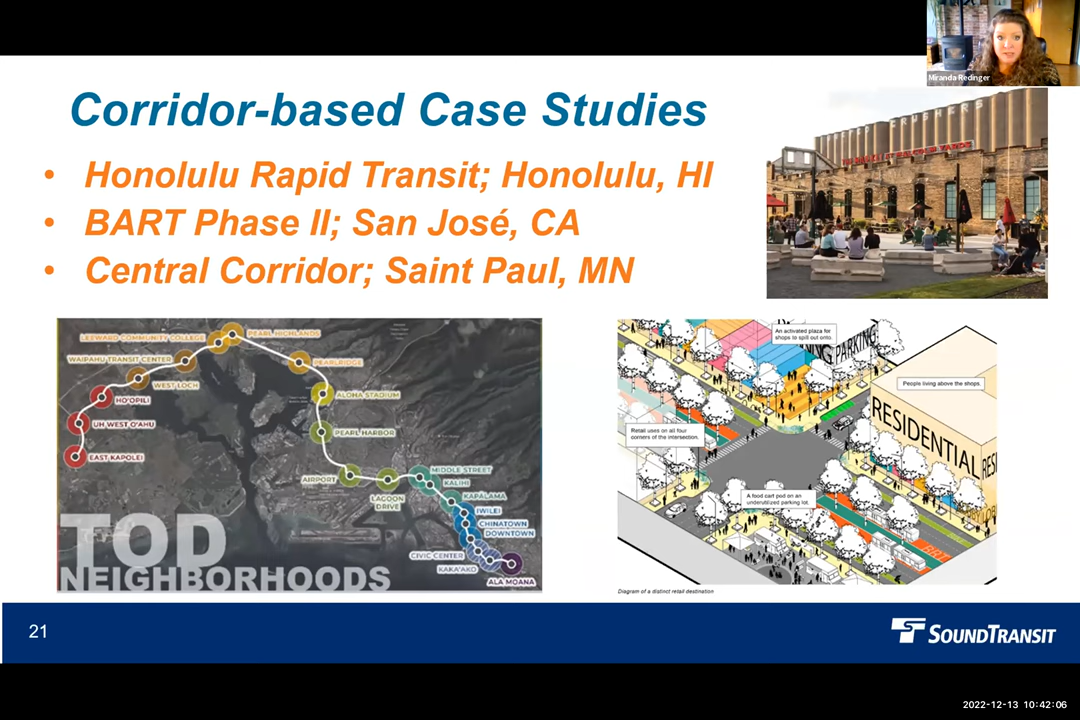 Miranda Redinger
Corridor-based Case Studies
• Honolulu Rapid Transit; Honolulu, HI
• BART Phase II; San José, CA
• Central Corridor; Saint Paul, MN
CRUSHERS
PEARL HIGHLANDS
LEEWARD COMMUNITY COLLEGE
WAIPAHU TRANSIT CENTER
PEARLRIDGE
WEST LOCH
ALOHA STADIUM
HO'OPILI
UH WEST O'AHU
PEARL HARBOR
EAST KAPOLEI
MIDDLE STREET
AIRPORT
KALIHI
LAGOON
DRIVE
KAPALAMA
IWILEI
CHINATOWN
DOWNTOWN
CIVIC CENTER
KAKA'AKO
ALA MOANA
TOD
NEIGHBORHOODS
An activated plaza for
shops to spill out onto.
PARKING
People living above the shops.
RESIDENTIAL
Retail uses on all four
corners of the intersection.
A food cart pod on an
underutilized parking lot.
Diagram of a distinct retail destination
21
SOUNDTRANSIT
2022-12-13 10:42:06